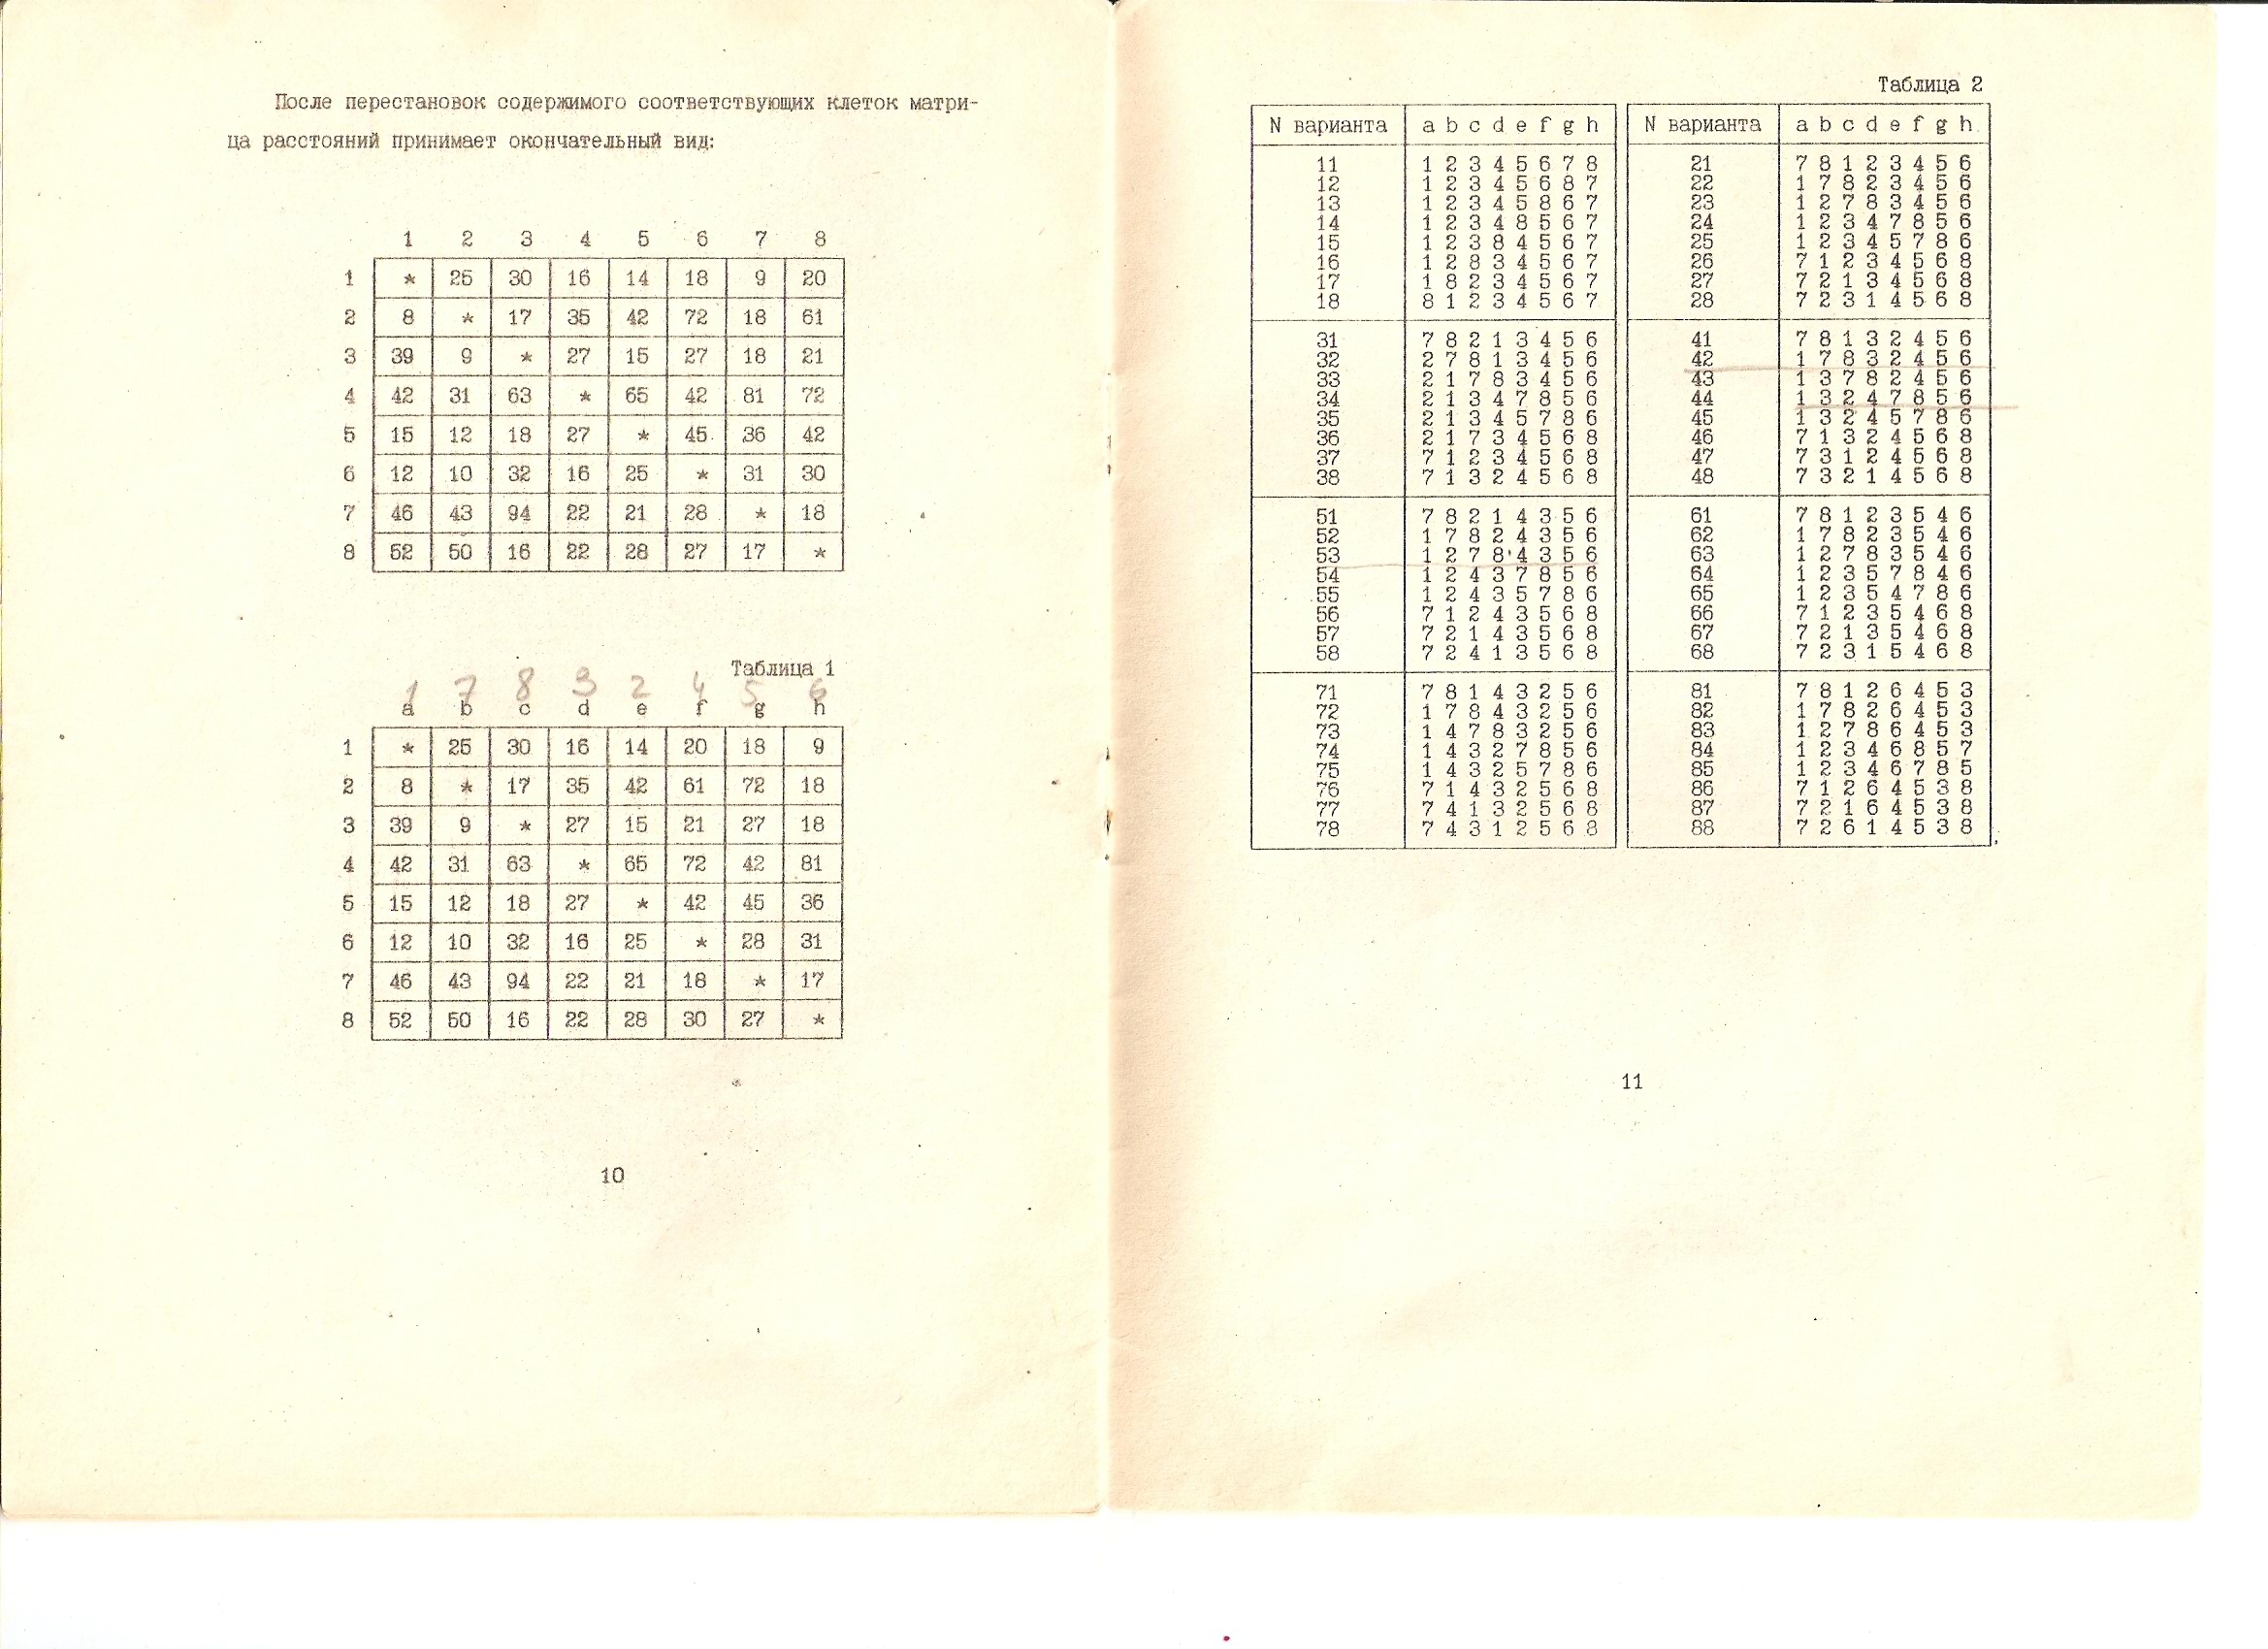 После перестановок содержимого соответствующих клеток матри-
ца расстояний принимает окончательный вид:
1 2 3 4 5 6 7 8
1 * 25 30 16 14 18 9 20
2 8 * 17 35 42 72 18 61
3 39 9 * 27 15 27 18 21
4 42 31 63 * 65 42 81 72
5 15 12 18 27 * 45 36 42
6 12 10 32 16 25 * 31 30
7 46 43 94 22 21 28 * 18
8 52 50 16 22 28 27 17 *
Таблица 1
1 7 8 3 2 4 5 6
a b c d e f g h
1 * 25 30 16 14 20 18 9
2 8 * 17 35 42 61 72 18
3 39 9 * 27 15 21 27 18
4 42 31 63 * 65 72 42 81
5 15 12 18 27 * 42 45 36
6 12 10 32 16 25 * 28 31
7 46 43 94 22 21 18 * 17
8 52 50 16 22 28 30 27 *
10
Таблица 2
N варианта a b c d e f g h N варианта a b c d e f g h
11 1 2 3 4 5 6 7 8 21 7 8 1 2 3 4 5 6
12 1 2 3 4 5 6 8 7 22 1 7 8 2 3 4 5 6
13 1 2 3 4 5 8 6 7 23 1 2 7 8 3 4 5 6
14 1 2 3 4 8 5 6 7 24 1 2 3 4 7 8 5 6
15 1 2 3 8 4 5 6 7 25 1 2 3 4 5 7 8 6
16 1 2 8 3 4 5 6 7 26 7 1 2 3 4 5 6 8
17 1 8 2 3 4 5 6 7 27 7 2 1 3 4 5 6 8
18 8 1 2 3 4 5 6 7 28 7 2 3 1 4 5 6 8
31 7 8 2 1 3 4 5 6 41 7 8 1 3 2 4 5 6
32 2 7 8 1 3 4 5 6 42 1 7 8 3 2 4 5 6
33 2 1 7 8 3 4 5 6 43 1 3 7 8 2 4 5 6
34 2 1 3 4 7 8 5 6 44 1 3 2 4 7 8 5 6
35 2 1 3 4 5 7 8 6 45 1 3 2 4 5 7 8 6
36 2 1 7 3 4 5 6 8 46 7 1 3 2 4 5 6 8
37 7 1 2 3 4 5 6 8 47 7 3 1 2 4 5 6 8
38 7 1 3 2 4 5 6 8 48 7 3 2 1 4 5 6 8
51 7 8 2 1 4 3 5 6 61 7 8 1 2 3 5 4 6
52 1 7 8 2 4 3 5 6 62 1 7 8 2 3 5 4 6
53 1 2 7 8 4 3 5 6 63 1 2 7 8 3 5 4 6
54 1 2 4 3 7 8 5 6 64 1 2 3 5 7 8 4 6
55 1 2 4 3 5 7 8 6 65 1 2 3 5 4 7 8 6
56 7 1 2 4 3 5 6 8 66 7 1 2 3 5 4 6 8
57 7 2 1 4 3 5 6 8 67 7 2 1 3 5 4 6 8
58 7 2 4 1 3 5 6 8 68 7 2 3 1 5 4 6 8
71 7 8 1 4 3 2 5 6 81 7 8 1 2 6 4 5 3
72 1 7 8 4 3 2 5 6 82 1 7 8 2 6 4 5 3
73 1 4 7 8 3 2 5 6 83 1 2 7 8 6 4 5 3
74 1 4 3 2 7 8 5 6 84 1 2 3 4 6 8 5 7
75 1 4 3 2 5 7 8 6 85 1 2 3 4 6 7 8 5
76 7 1 4 3 2 5 6 8 86 7 1 2 6 4 5 3 8
77 7 4 1 3 2 5 6 8 87 7 2 1 6 4 5 3 8
78 7 4 3 1 2 5 6 8 88 7 2 6 1 4 5 3 8
11